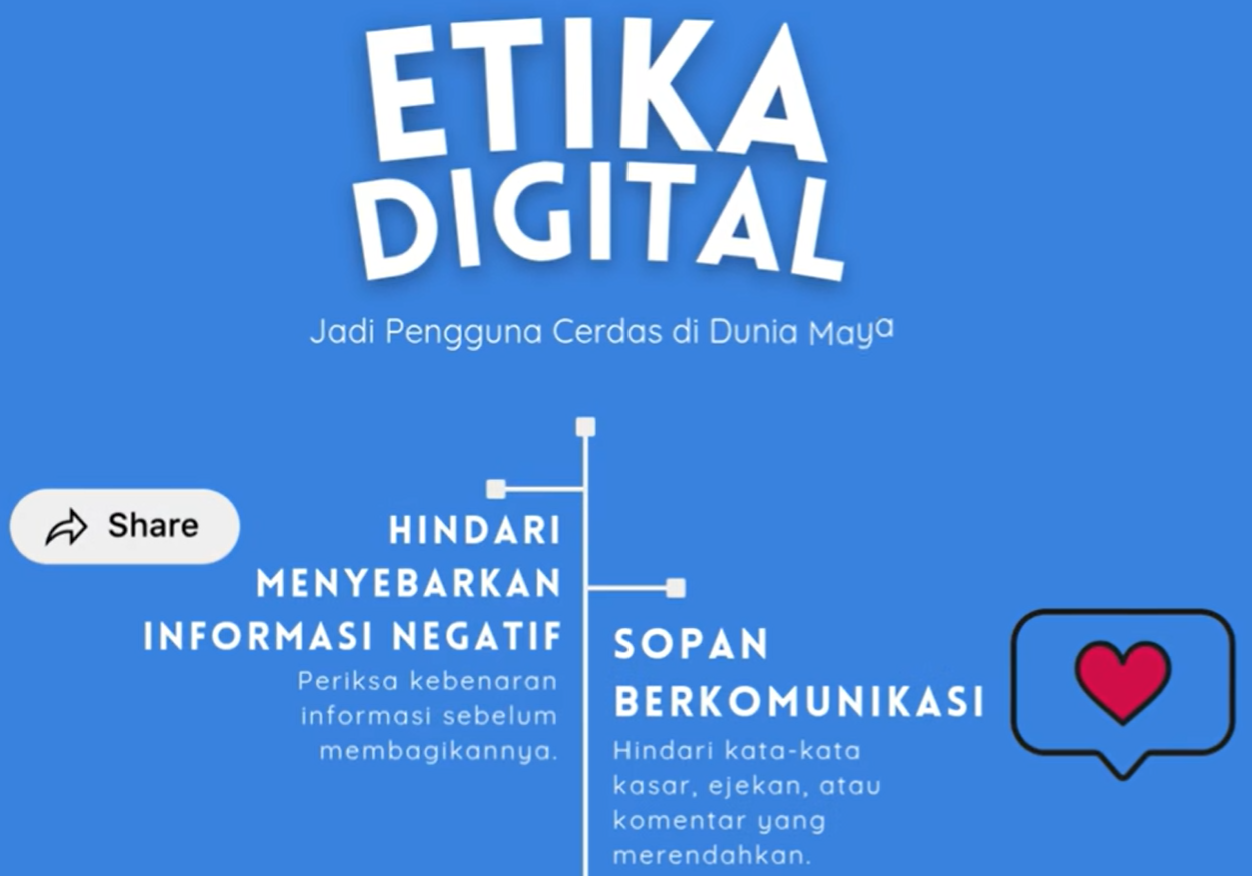 ETIKA
DIGITAL
Jadi Pengguna Cerdas di Dunia Maya
Share
HINDARI
MENYEBARKAN
INFORMASI NEGATIF
Periksa kebenaran
informasi sebelum
membagikannya.
SOPAN
BERKOMUNIKASI
Hindari kata-kata
kasar, ejekan, atau
komentar yang
merendahkan.